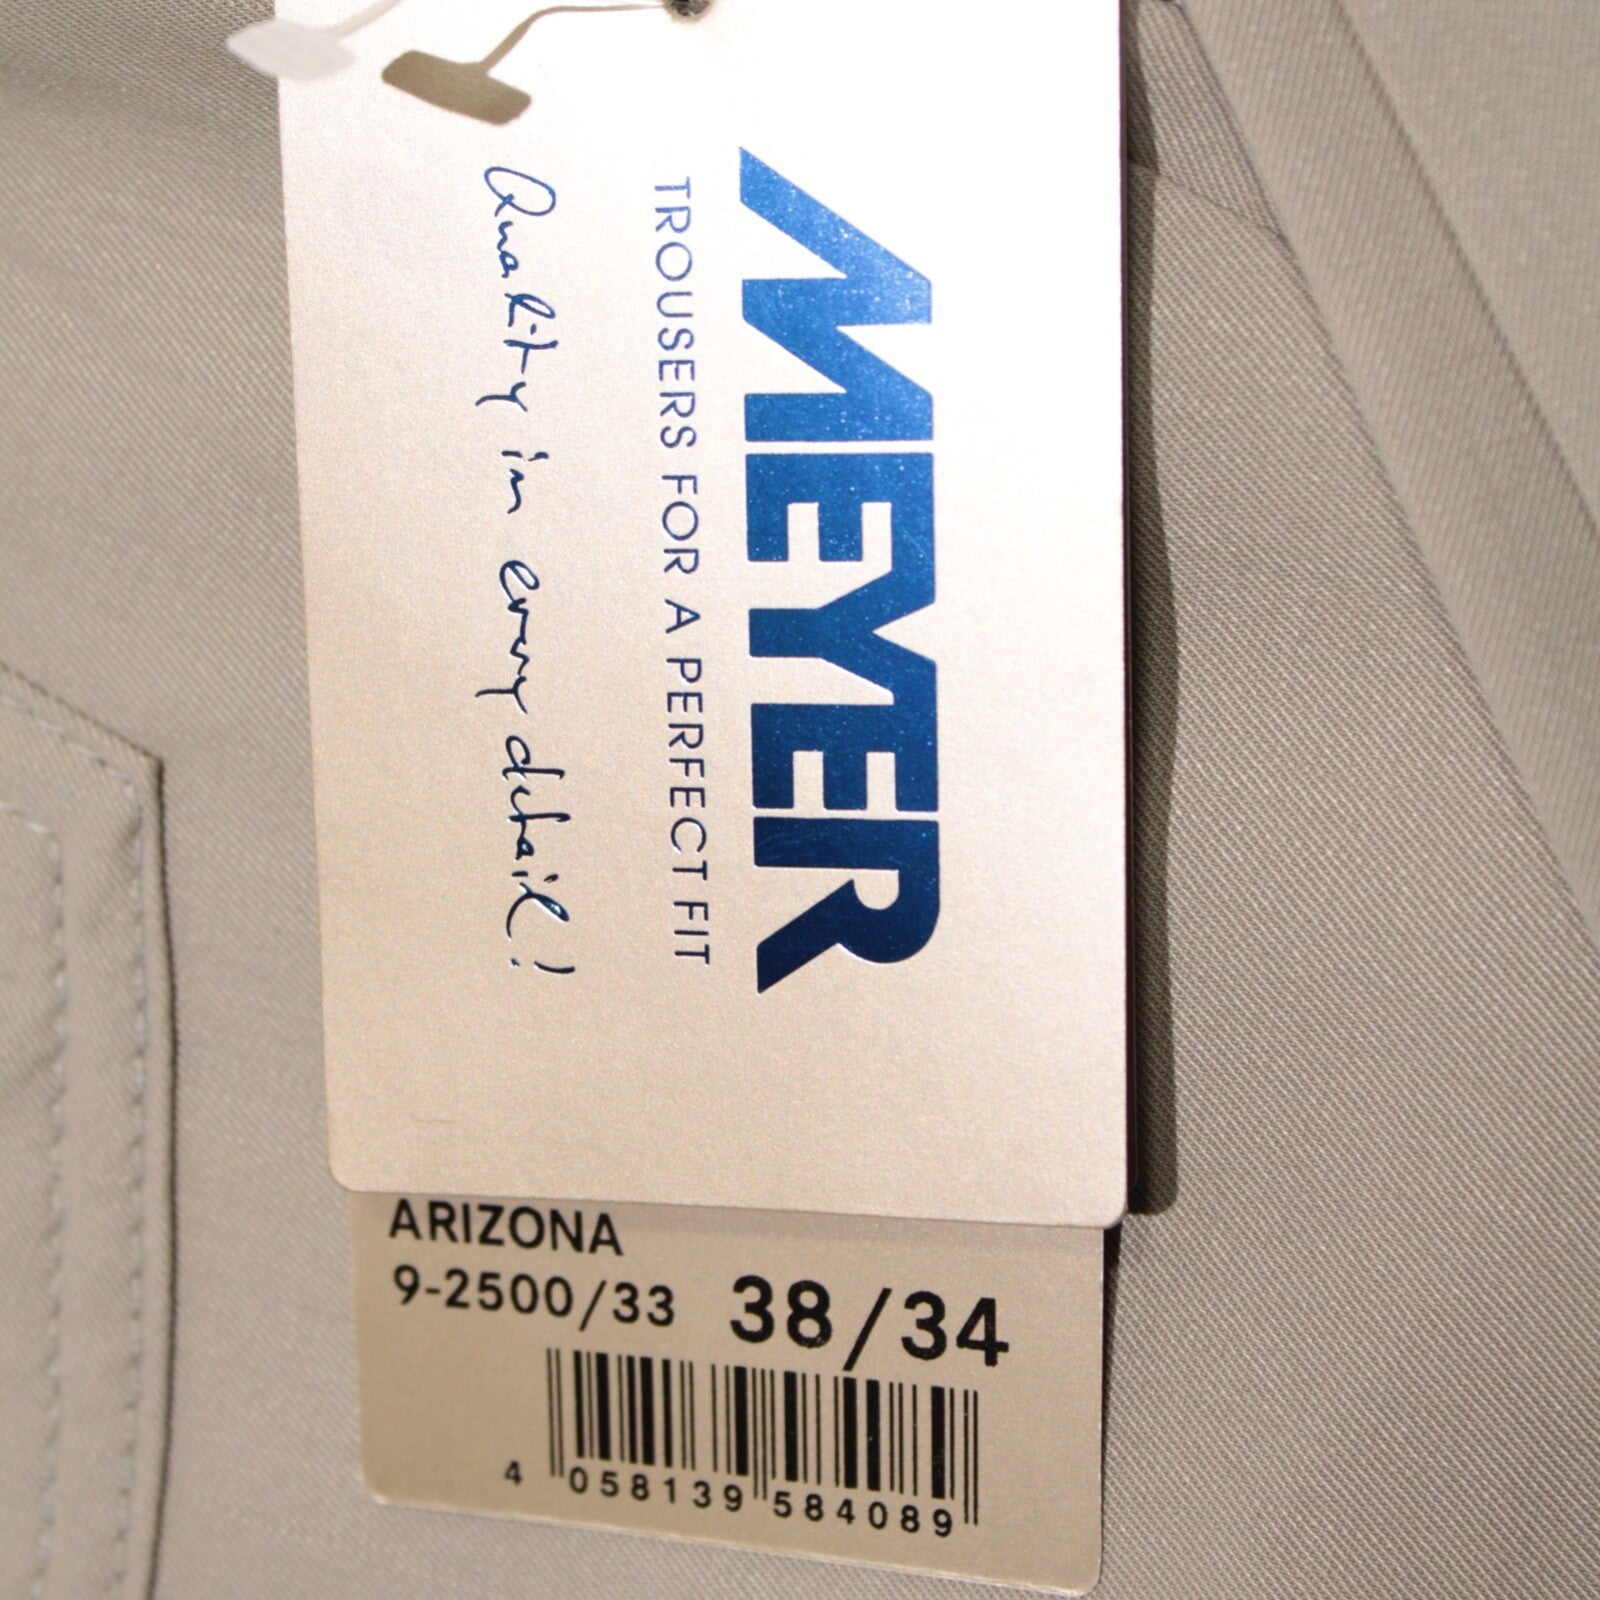 MEYER
TROUSERS FOR A PERFECT FIT
Quality in every detail!
ARIZONA
9-2500/33 38/34
4 058139 584089